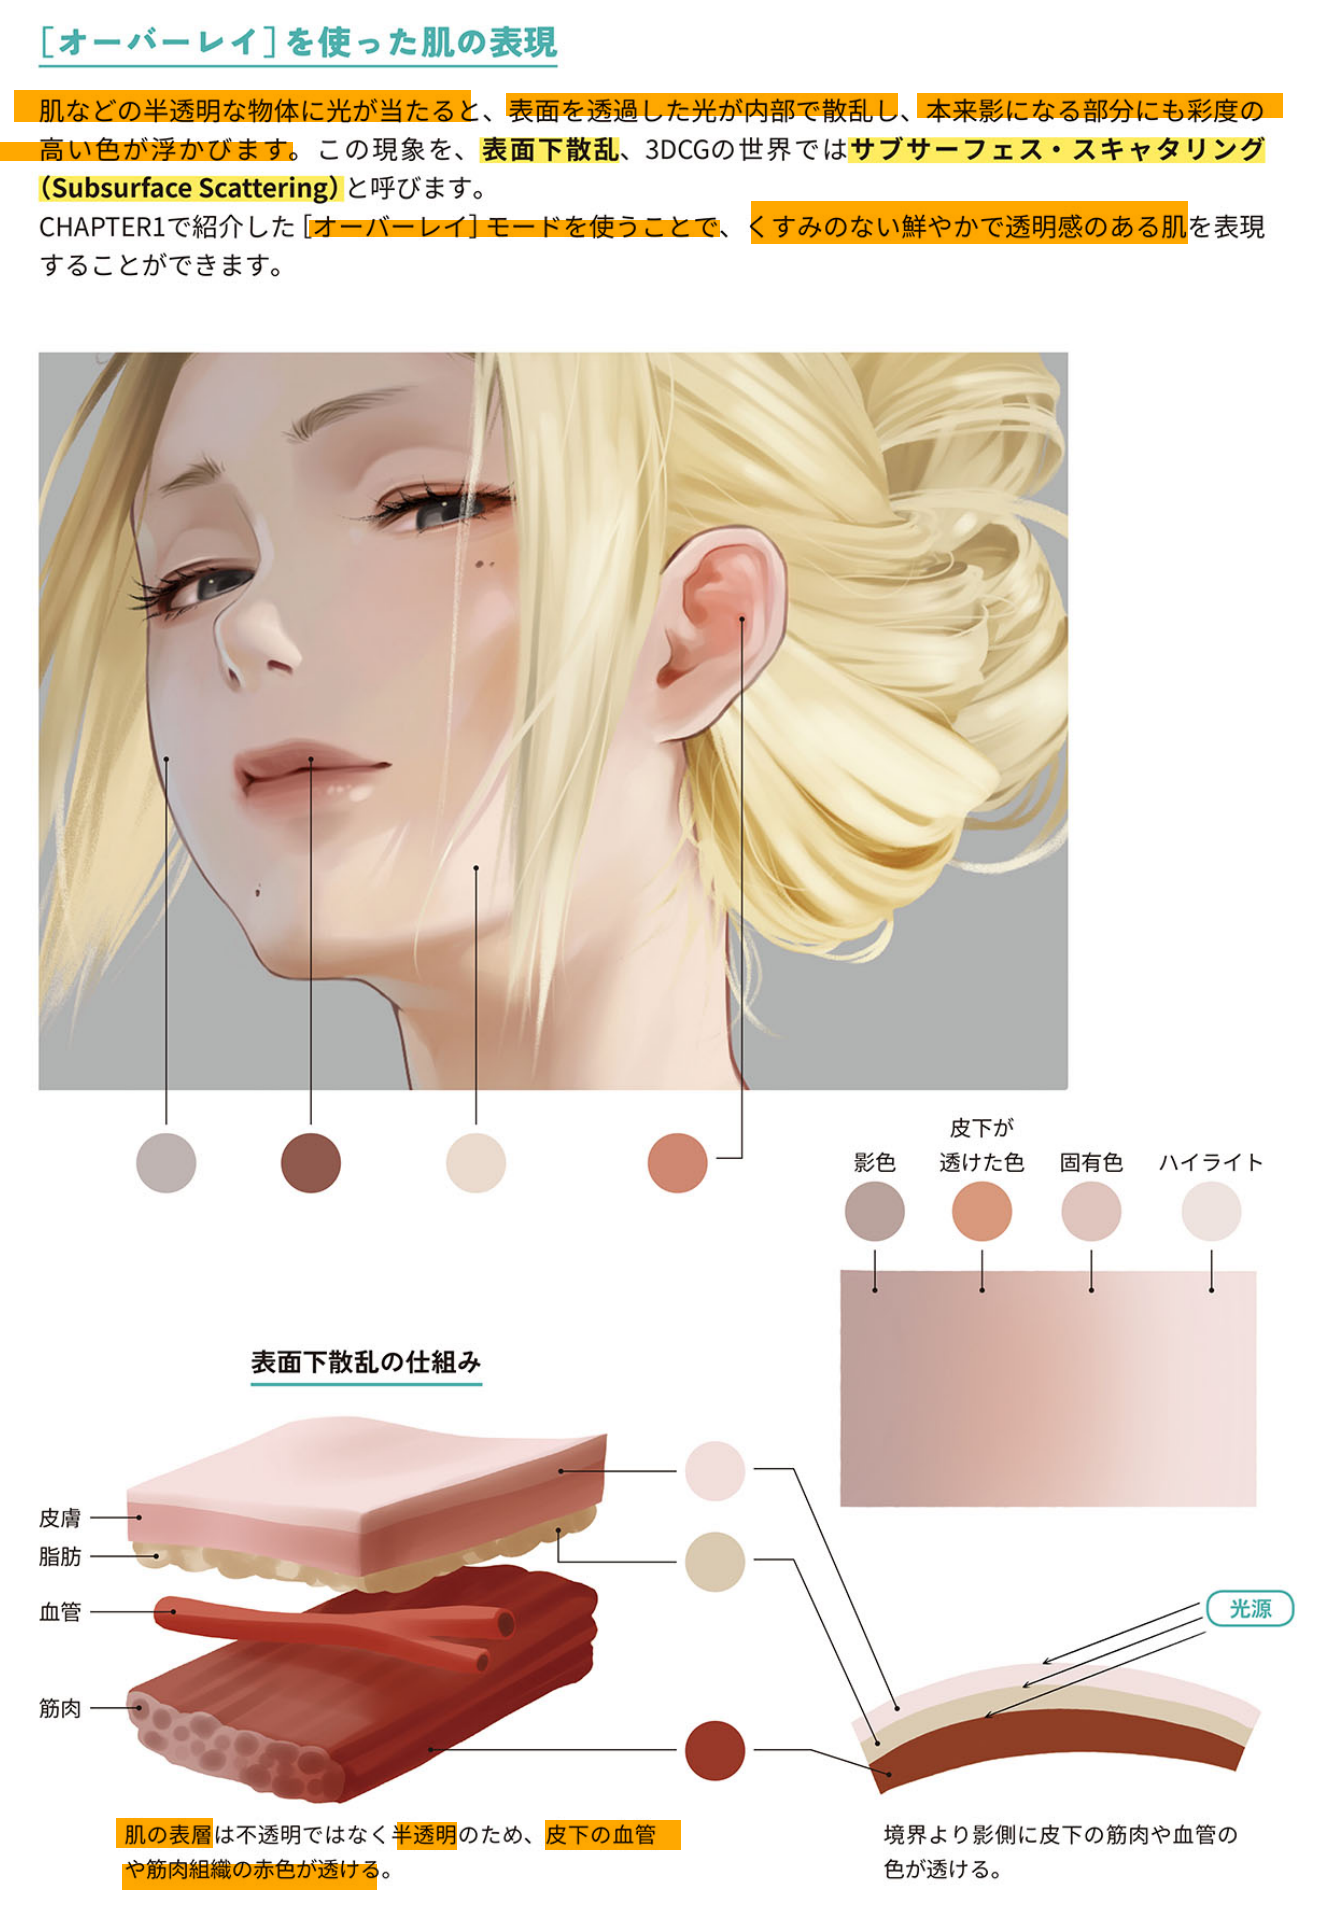 ［オーバーレイ］を使った肌の表現
肌などの半透明な物体に光が当たると、表面を透過した光が内部で散乱し、本来影になる部分にも彩度の
高い色が浮かびます。この現象を、表面下散乱、3DCGの世界ではサブサーフェス・スキャタリング
（Subsurface Scattering）と呼びます。
CHAPTER1で紹介した［オーバーレイ］モードを使うことで、くすみのない鮮やかで透明感のある肌を表現
することができます。
影色
皮下が
透けた色
固有色
ハイライト
表面下散乱の仕組み
皮膚
脂肪
血管
筋肉
光源
肌の表層は不透明ではなく半透明のため、皮下の血管
や筋肉組織の赤色が透ける。
境界より影側に皮下の筋肉や血管の
色が透ける。